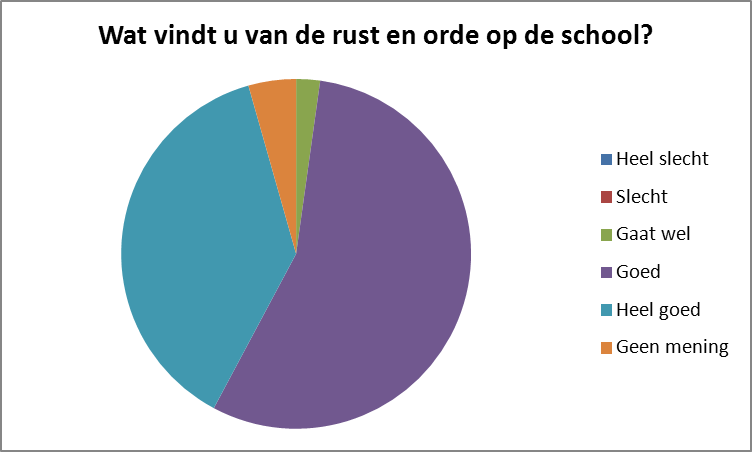 Wat vindt u van de rust en orde op de school?
Heel slecht
Slecht
Gaat wel
Goed
Heel goed
Geen mening